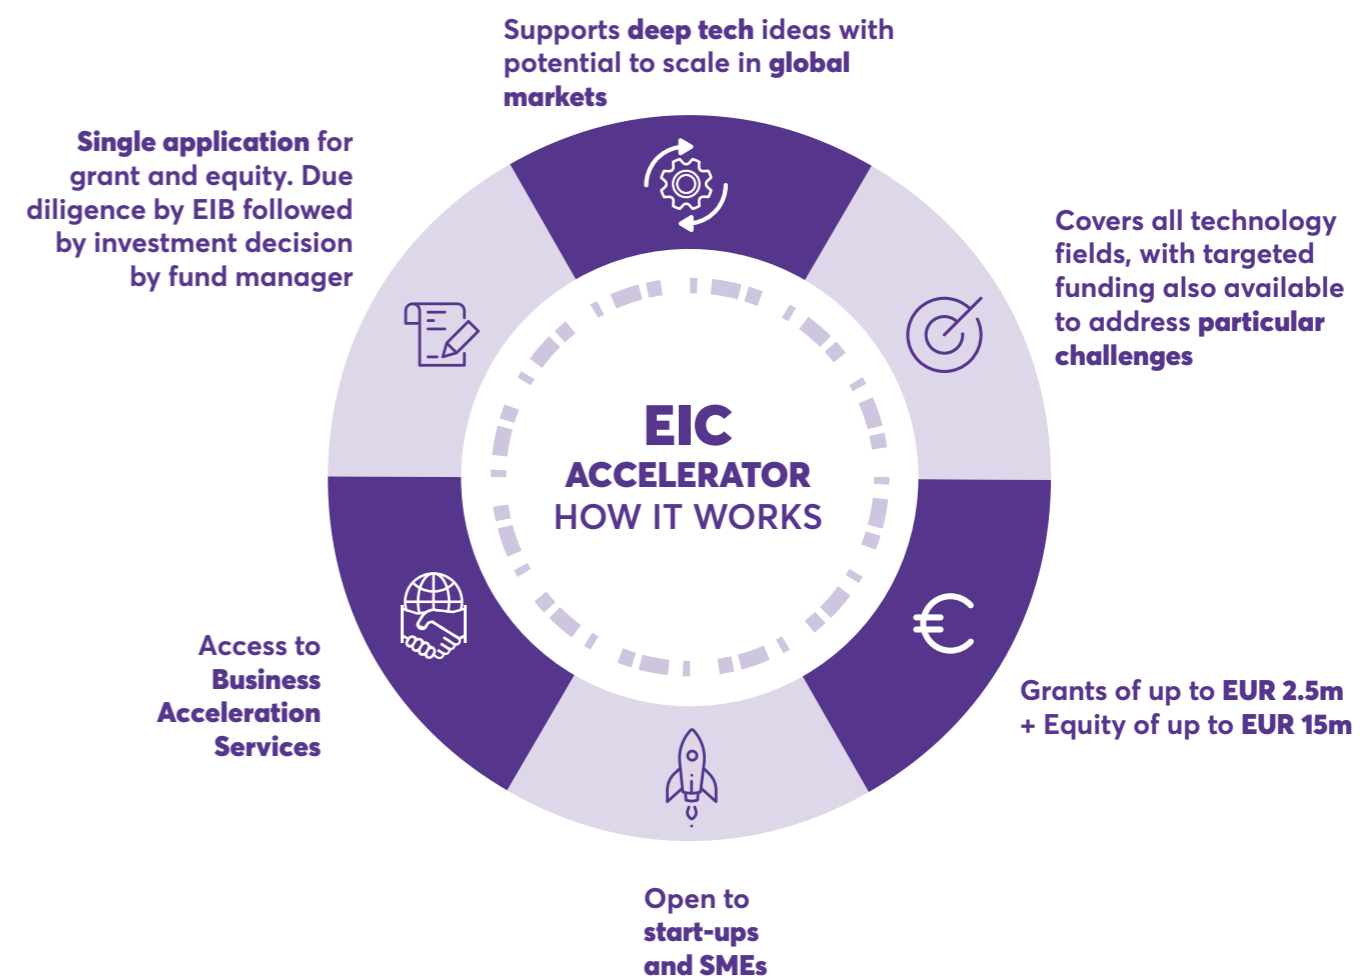 Supports deep tech ideas with
potential to scale in global
markets
Single application for
grant and equity. Due
diligence by EIB followed
by investment decision
by fund manager
Covers all technology
fields, with targeted
funding also available
to address particular
challenges
EIC
ACCELERATOR
HOW IT WORKS
Access to
Business
Acceleration
Services
Grants of up to EUR 2.5m
+ Equity of up to EUR 15m
Open to
start-ups
and SMEs